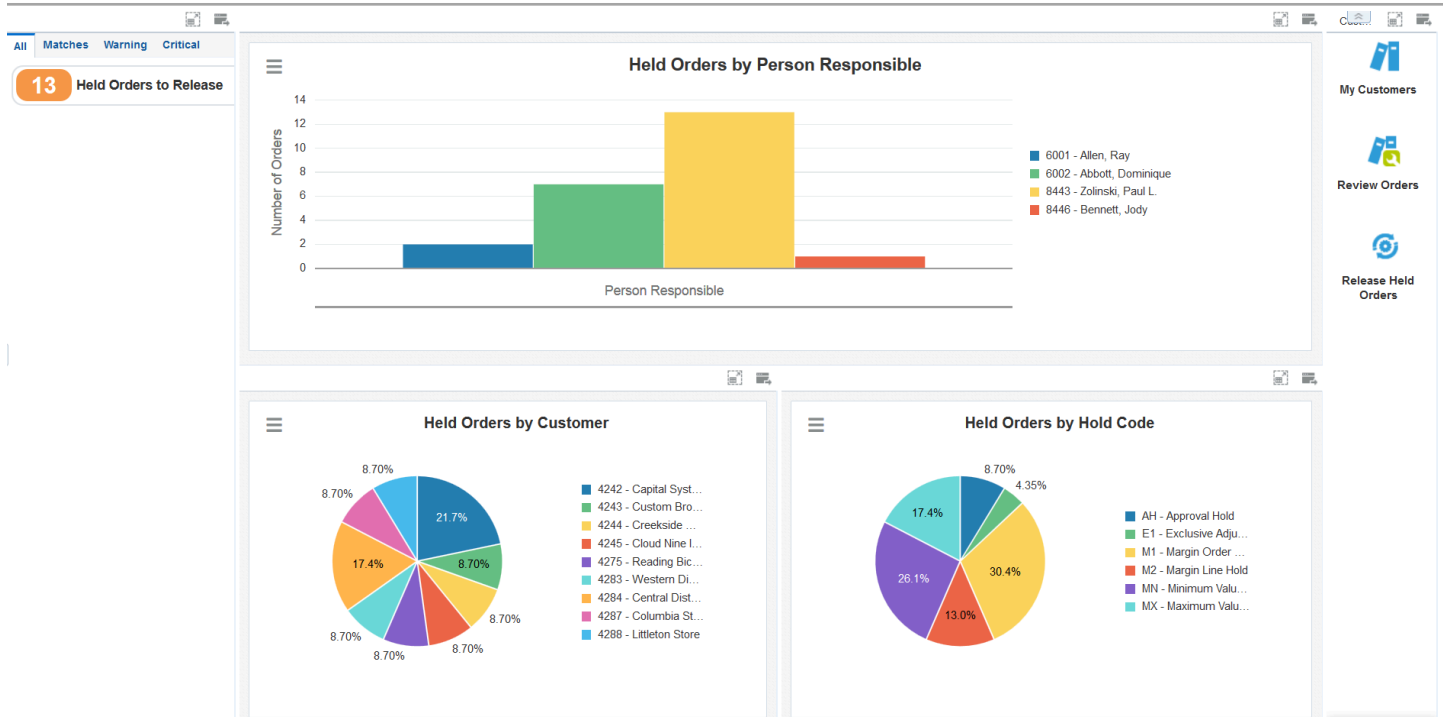 All Matches Warning Critical
13 Held Orders to Release
Held Orders by Person Responsible
Number of Orders
14
12
10
8
6
4
2
0
Person Responsible
6001 - Allen, Ray
6002 - Abbott, Dominique
8443 - Zolinski, Paul L.
8446 - Bennett, Jody
My Customers
Review Orders
Release Held
Orders
Held Orders by Customer
8.70%
8.70%
21.7%
17.4%
8.70%
8.70%
8.70%
8.70%
8.70%
4242 - Capital Syst...
4243 - Custom Bro...
4244 - Creekside ...
4245 - Cloud Nine I...
4275 - Reading Bic...
4283 - Western Di...
4284 - Central Dist...
4287 - Columbia St...
4288 - Littleton Store
Held Orders by Hold Code
8.70%
4.35%
17.4%
30.4%
26.1%
13.0%
AH - Approval Hold
E1 - Exclusive Adju...
M1 - Margin Order ...
M2 - Margin Line Hold
MN - Minimum Valu...
MX - Maximum Valu...